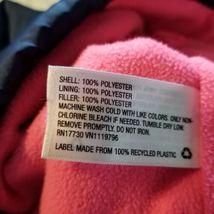 SHELL: 100% POLYESTER
LINING: 100% POLYESTER
FILLER: 100% POLYESTER
MACHINE WASH COLD WITH LIKE COLORS. ONLY NON-
CHLORINE BLEACH IF NEEDED. TUMBLE DRY LOW.
REMOVE PROMPTLY. DO NOT IRON.
RN17730 VN1119796
LABEL MADE FROM 100% RECYCLED PLASTIC